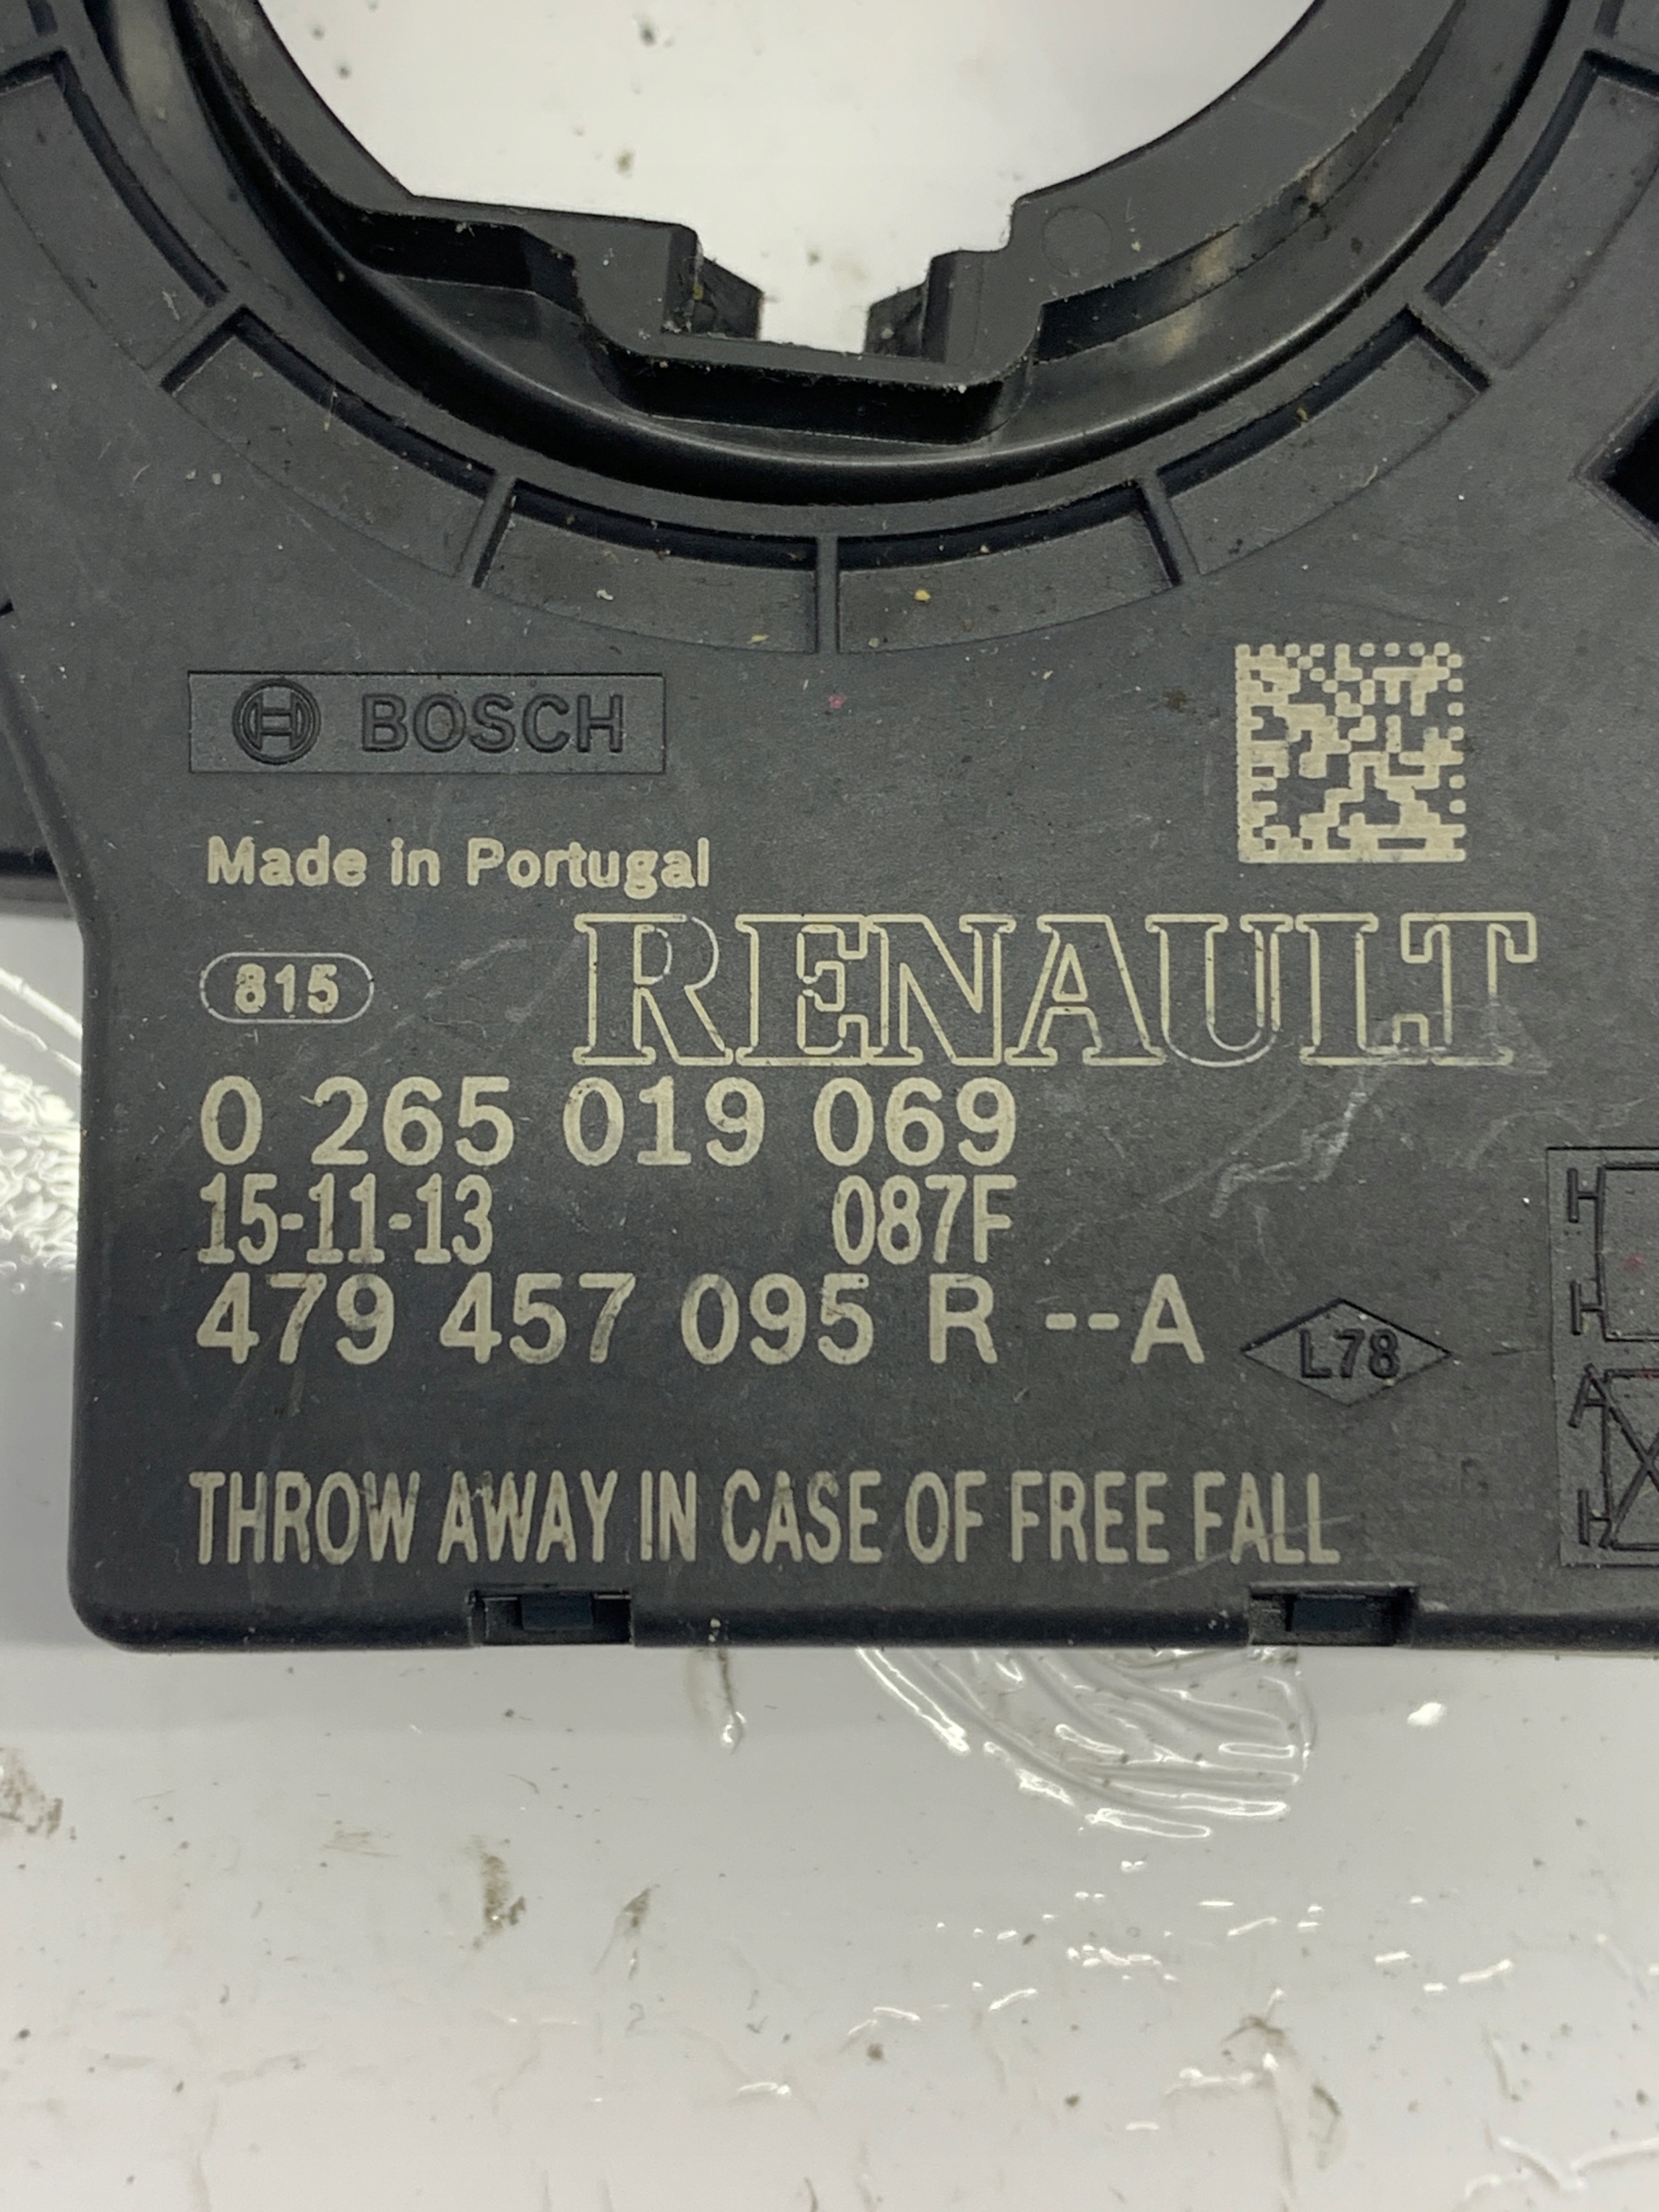 BOSCH
Made in Portugal
815
RENAULT
0 265 019 069
15-11-13 087F
479 457 095 R --A
L78
THROW AWAY IN CASE OF FREE FALL
H
H
A
H